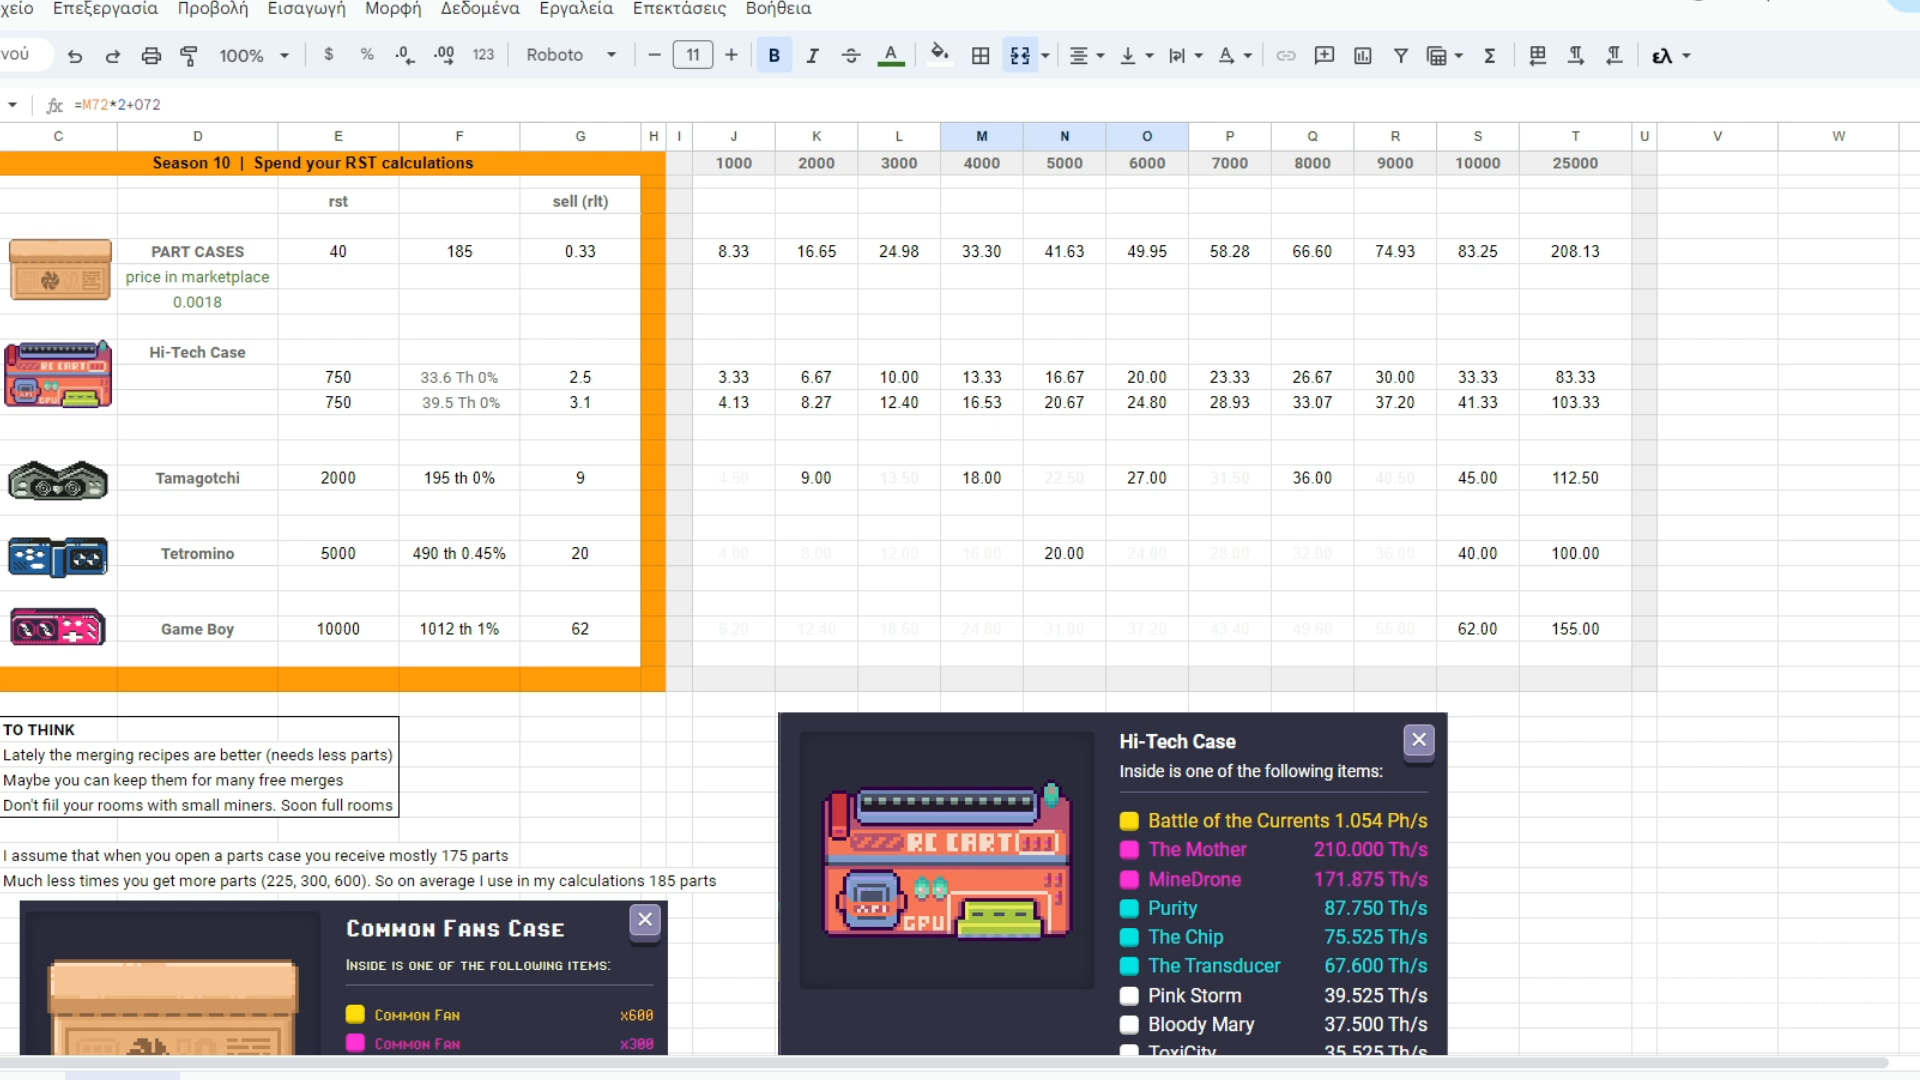 χείο Επεξεργασία Προβολή Εισαγωγή Μορφή Δεδομένα Εργαλεία Επεκτάσεις Βοήθεια
νού 100% $ % .0 .00 123 Roboto 11 B I A A Σ ελ
fx =M72*2+O72
C D E F G H I J K L M N O P Q R S T U V W
Season 10 | Spend your RST calculations 1000 2000 3000 4000 5000 6000 7000 8000 9000 10000 25000
rst sell (rlt)
PART CASES 40 185 0.33 8.33 16.65 24.98 33.30 41.63 49.95 58.28 66.60 74.93 83.25 208.13
price in marketplace
0.0018
Hi-Tech Case
750 33.6 Th 0% 2.5 3.33 6.67 10.00 13.33 16.67 20.00 23.33 26.67 30.00 33.33 83.33
750 39.5 Th 0% 3.1 4.13 8.27 12.40 16.53 20.67 24.80 28.93 33.07 37.20 41.33 103.33
Tamagotchi 2000 195 th 0% 9 4.50 9.00 13.50 18.00 22.50 27.00 31.50 36.00 40.50 45.00 112.50
Tetromino 5000 490 th 0.45% 20 4.00 8.00 12.00 16.00 20.00 24.00 28.00 32.00 36.00 40.00 100.00
Game Boy 10000 1012 th 1% 62 6.20 12.40 18.60 24.80 31.00 37.20 43.40 49.60 55.80 62.00 155.00
TO THINK
Lately the merging recipes are better (needs less parts)
Maybe you can keep them for many free merges
Don't fiil your rooms with small miners. Soon full rooms
I assume that when you open a parts case you receive mostly 175 parts
Much less times you get more parts (225, 300, 600). So on average I use in my calculations 185 parts
COMMON FANS CASE
INSIDE IS ONE OF THE FOLLOWING ITEMS:
COMMON FAN x600
COMMON FAN x300
Hi-Tech Case
Inside is one of the following items:
RC CART
GPU
Battle of the Currents 1.054 Ph/s
The Mother 210.000 Th/s
MineDrone 171.875 Th/s
Purity 87.750 Th/s
The Chip 75.525 Th/s
The Transducer 67.600 Th/s
Pink Storm 39.525 Th/s
Bloody Mary 37.500 Th/s
ToxiCity 35.525 Th/s